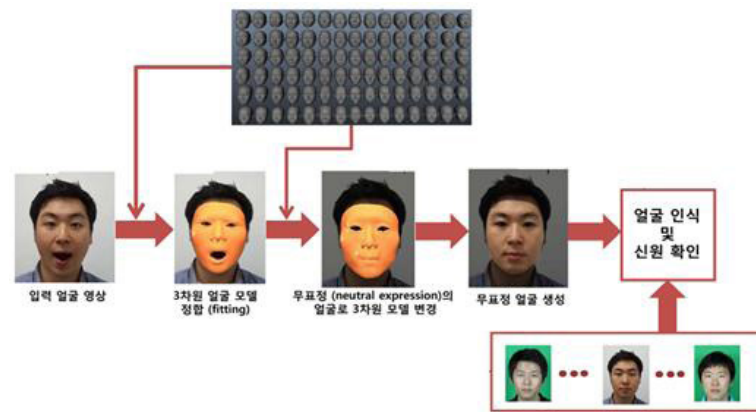 얼굴 인식
및
신원 확인
입력 얼굴 영상
3차원 얼굴 모델
정합 (fitting)
무표정 (neutral expression)의
얼굴로 3차원 모델 변경
무표정 얼굴 생성